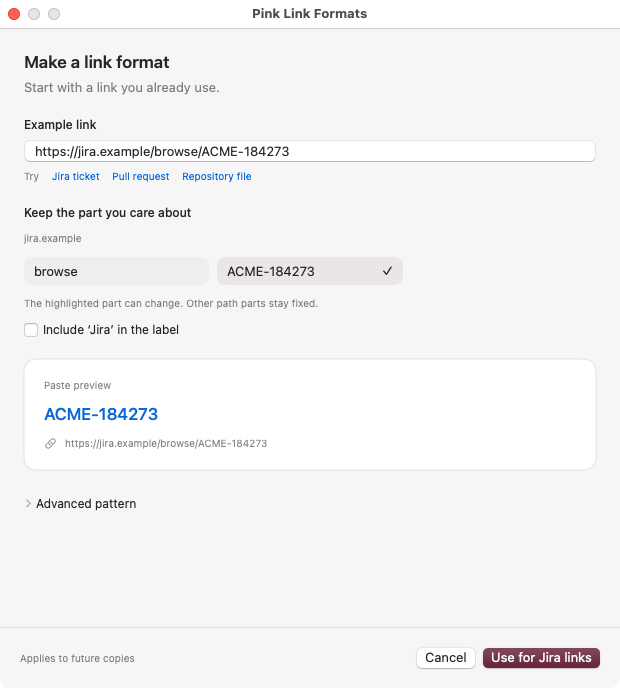 Pink Link Formats
Make a link format
Start with a link you already use.
Example link
https://jira.example/browse/ACME-184273
Try Jira ticket Pull request Repository file
Keep the part you care about
jira.example
browse ACME-184273
The highlighted part can change. Other path parts stay fixed.
Include ‘Jira’ in the label
Paste preview
ACME-184273
https://jira.example/browse/ACME-184273
Advanced pattern
Applies to future copies Cancel Use for Jira links